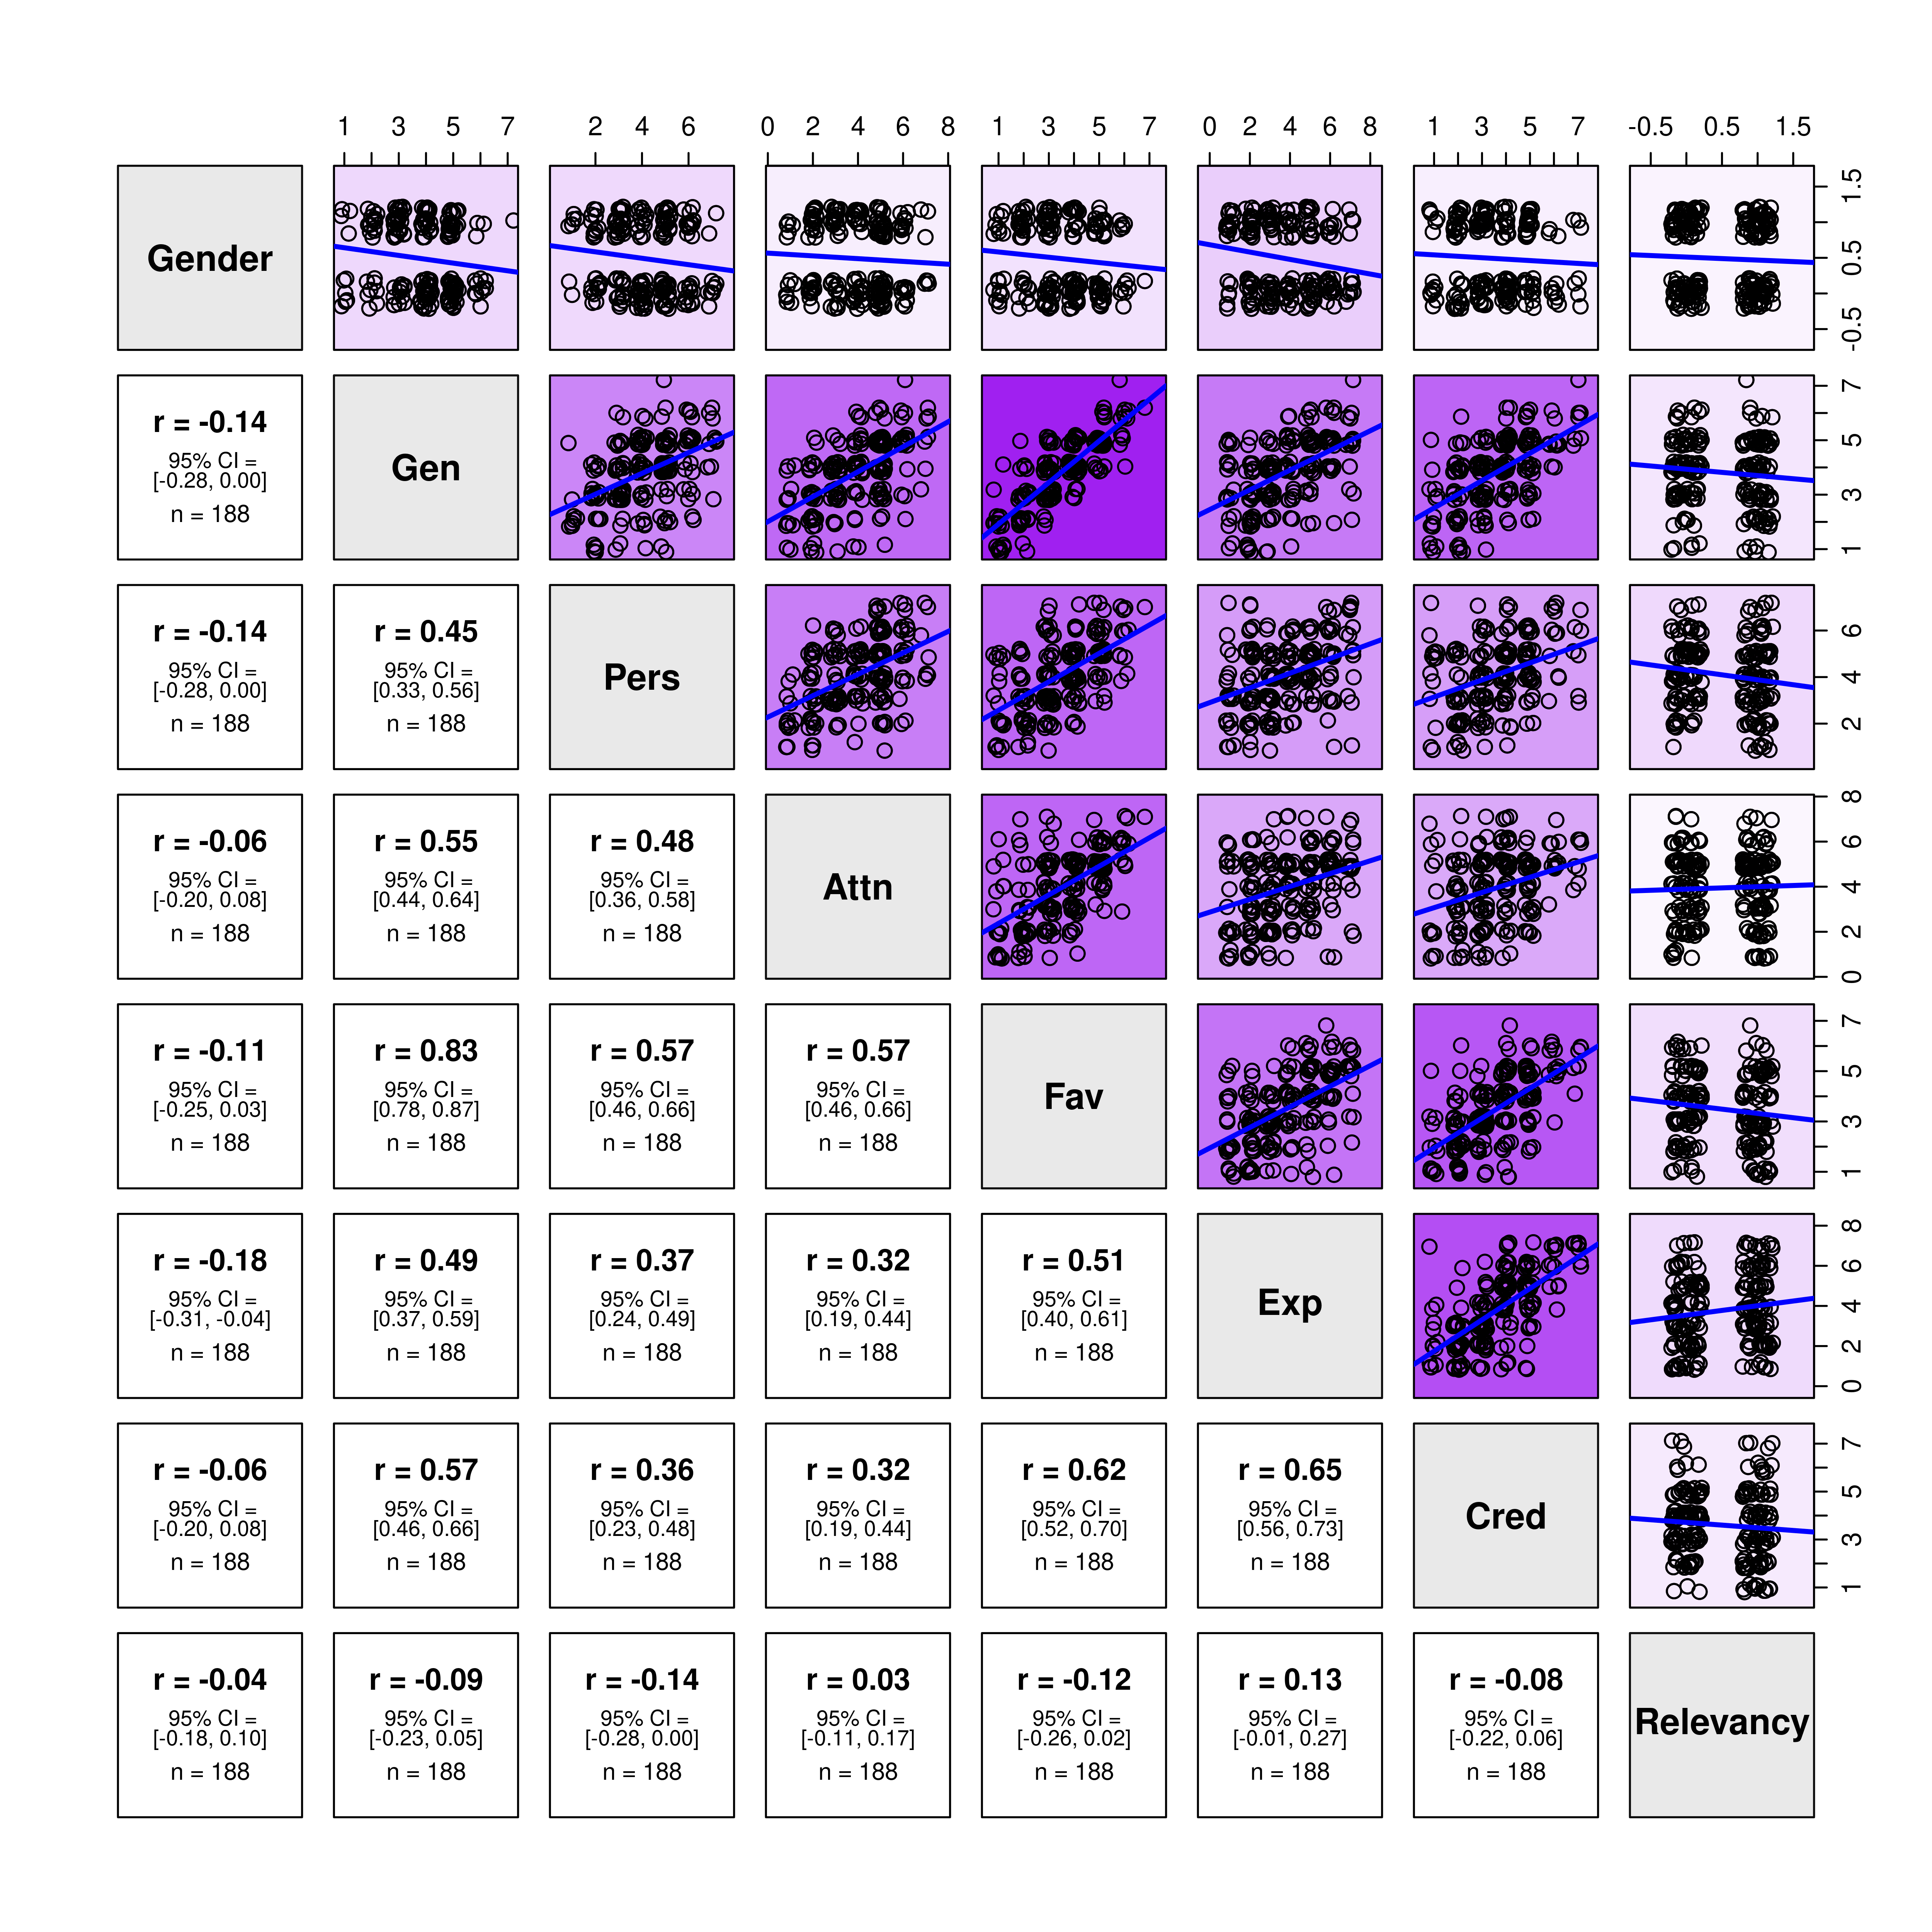 1 3 5 7 2 4 6 0 2 4 6 8 1 3 5 7 0 2 4 6 8 1 3 5 7 -0.5 0.5 1.5
Gender
-0.5 0.5 1.5
r = -0.14
95% CI =
[-0.28, 0.00]
n = 188
Gen
1 3 5 7
r = -0.14
95% CI =
[-0.28, 0.00]
n = 188
r = 0.45
95% CI =
[0.33, 0.56]
n = 188
Pers
2 4 6
r = -0.06
95% CI =
[-0.20, 0.08]
n = 188
r = 0.55
95% CI =
[0.44, 0.64]
n = 188
r = 0.48
95% CI =
[0.36, 0.58]
n = 188
Attn
0 2 4 6 8
r = -0.11
95% CI =
[-0.25, 0.03]
n = 188
r = 0.83
95% CI =
[0.78, 0.87]
n = 188
r = 0.57
95% CI =
[0.46, 0.66]
n = 188
r = 0.57
95% CI =
[0.46, 0.66]
n = 188
Fav
1 3 5 7
r = -0.18
95% CI =
[-0.31, -0.04]
n = 188
r = 0.49
95% CI =
[0.37, 0.59]
n = 188
r = 0.37
95% CI =
[0.24, 0.49]
n = 188
r = 0.32
95% CI =
[0.19, 0.44]
n = 188
r = 0.51
95% CI =
[0.40, 0.61]
n = 188
Exp
0 2 4 6 8
r = -0.06
95% CI =
[-0.20, 0.08]
n = 188
r = 0.57
95% CI =
[0.46, 0.66]
n = 188
r = 0.36
95% CI =
[0.23, 0.48]
n = 188
r = 0.32
95% CI =
[0.19, 0.44]
n = 188
r = 0.62
95% CI =
[0.52, 0.70]
n = 188
r = 0.65
95% CI =
[0.56, 0.73]
n = 188
Cred
1 3 5 7
r = -0.04
95% CI =
[-0.18, 0.10]
n = 188
r = -0.09
95% CI =
[-0.23, 0.05]
n = 188
r = -0.14
95% CI =
[-0.28, 0.00]
n = 188
r = 0.03
95% CI =
[-0.11, 0.17]
n = 188
r = -0.12
95% CI =
[-0.26, 0.02]
n = 188
r = 0.13
95% CI =
[-0.01, 0.27]
n = 188
r = -0.08
95% CI =
[-0.22, 0.06]
n = 188
Relevancy